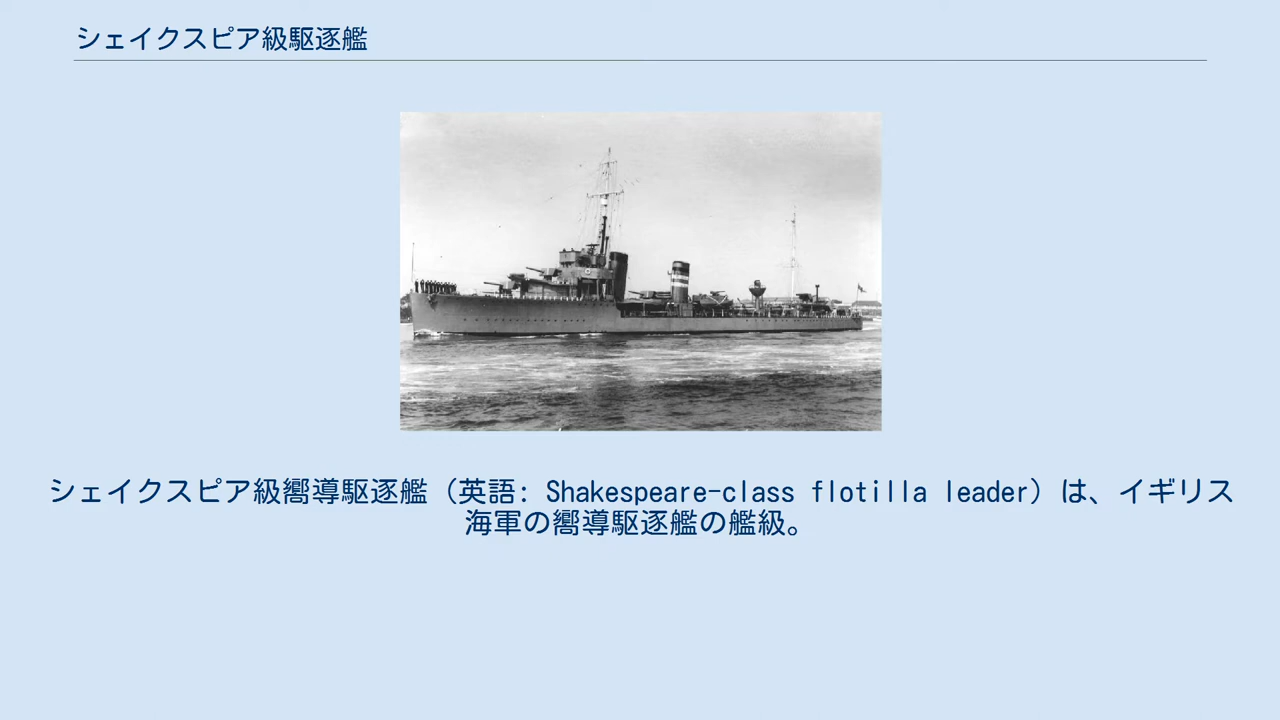 シェイクスピア級駆逐艦
シェイクスピア級嚮導駆逐艦（英語: Shakespeare-class flotilla leader）は、イギリス
海軍の嚮導駆逐艦の艦級。